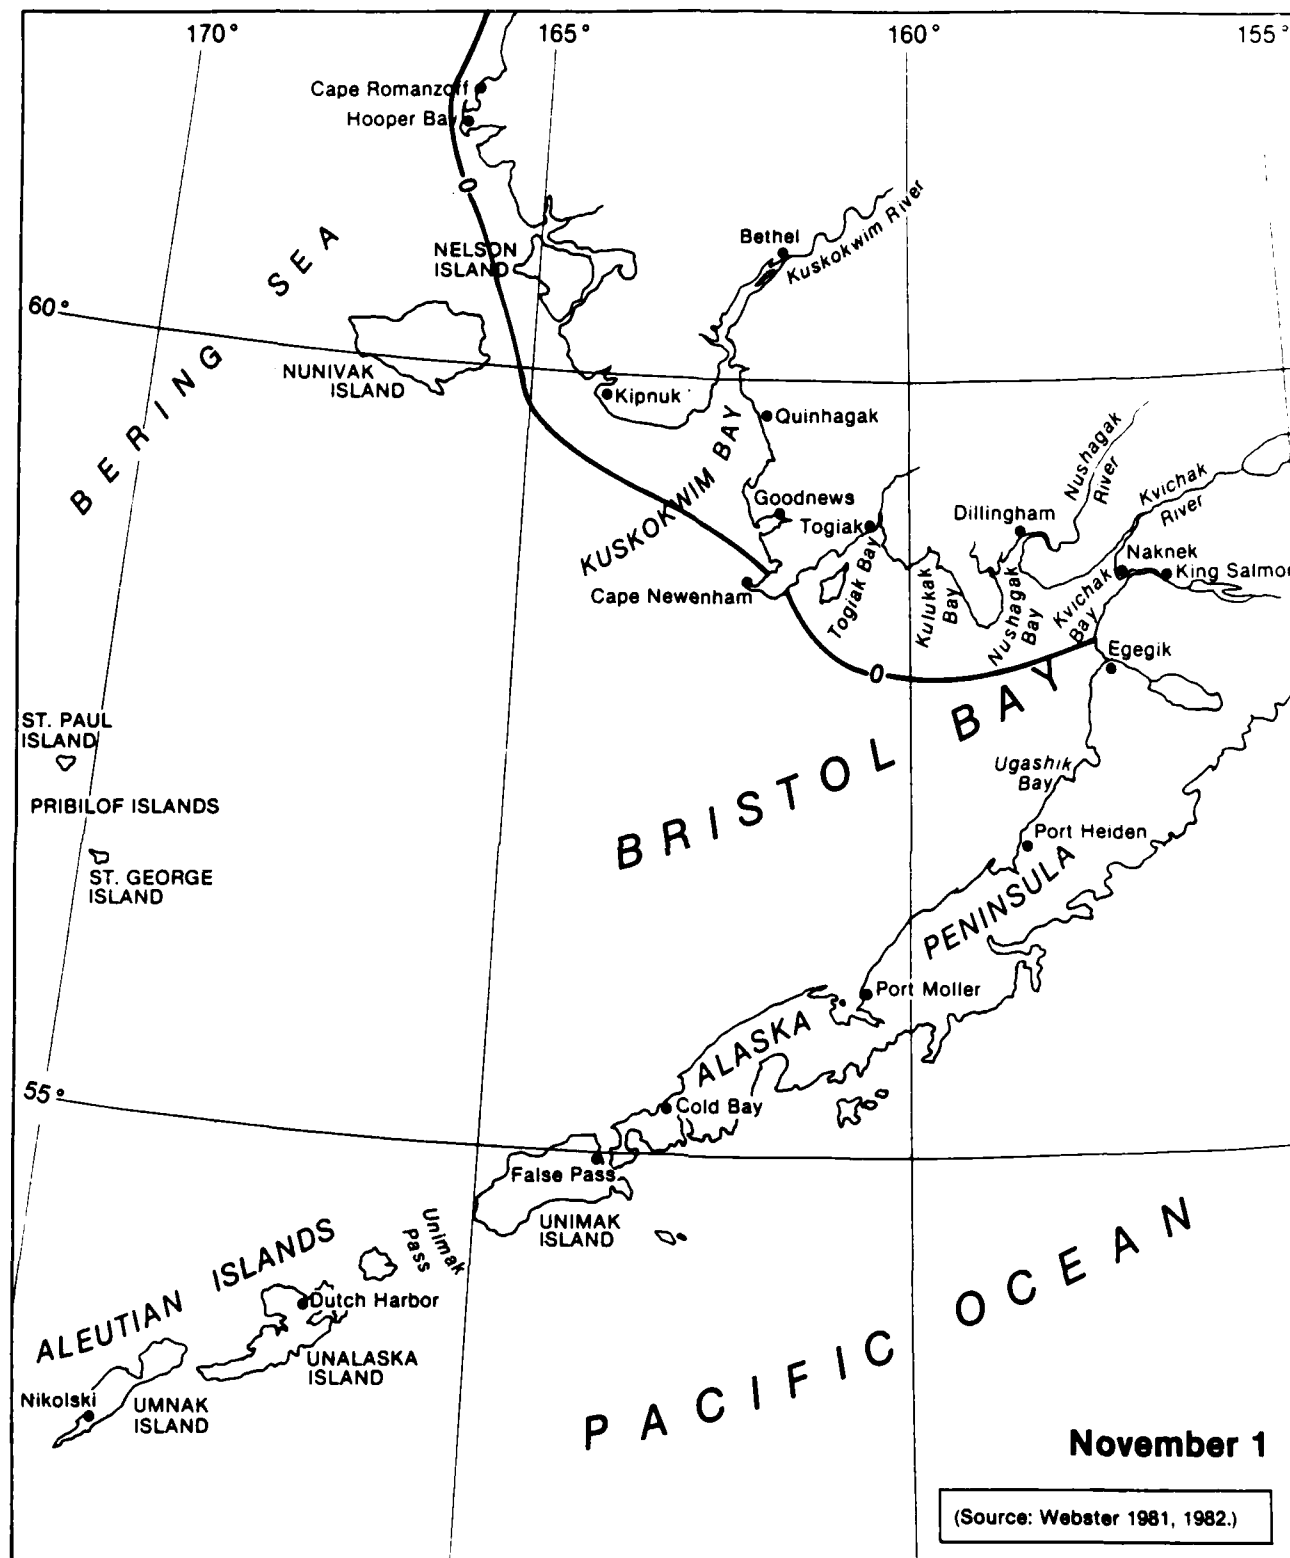 170°
165°
160°
155°
Cape Romanzoff
Hooper Bay
0
BERING SEA
NELSON
ISLAND
Bethel
Kuskokwim River
60°
NUNIVAK
ISLAND
Kipnuk
Quinhagak
KUSKOKWIM BAY
Goodnews
Togiak
Dillingham
Nushagak
River
Kvichak
River
Naknek
King Salmon
Cape Newenham
Togiak Bay
Kulukak
Bay
Nushagak
Bay
Kvichak
Bay
Egegik
0
BRISTOL BAY
ST. PAUL
ISLAND
PRIBILOF ISLANDS
ST. GEORGE
ISLAND
Ugashik
Bay
Port Heiden
ALASKA PENINSULA
Port Moller
55°
Cold Bay
False Pass
UNIMAK
ISLAND
Unimak
Pass
ALEUTIAN ISLANDS
Dutch Harbor
UNALASKA
ISLAND
Nikolski
UMNAK
ISLAND
PACIFIC OCEAN
November 1
(Source: Webster 1981, 1982.)